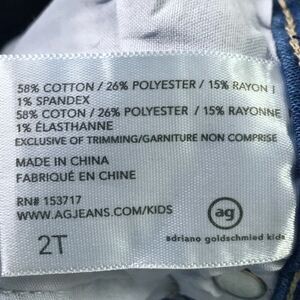 58% COTTON / 26% POLYESTER / 15% RAYON /
1% SPANDEX
58% COTON / 26% POLYESTER / 15% RAYONNE
1% ÉLASTHANNE
EXCLUSIVE OF TRIMMING/GARNITURE NON COMPRISE
MADE IN CHINA
FABRIQUÉ EN CHINA
RN# 153717
WWW.AGJEANS.COM/KIDS
2T
ag
adriano goldschmied kids